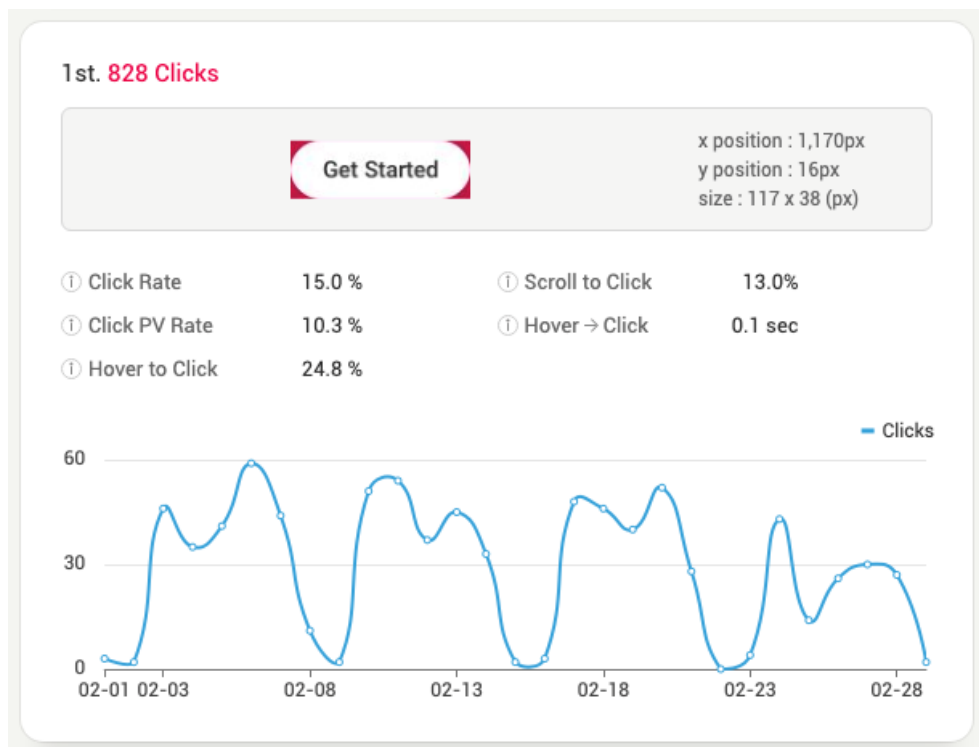 1st. 828 Clicks
Get Started
x position : 1,170px
y position : 16px
size : 117 x 38 (px)
Click Rate 15.0 % Scroll to Click 13.0%
Click PV Rate 10.3 % Hover → Click 0.1 sec
Hover to Click 24.8 %
Clicks
60
30
0
02-01 02-03 02-08 02-13 02-18 02-23 02-28